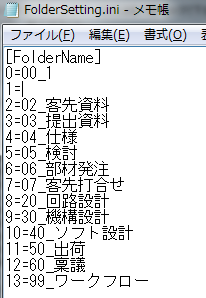 FolderSetting.ini - メモ帳
ファイル(F) 編集(E) 書式(O)
[FolderName]
0=00_1
1=
2=02_客先資料
3=03_提出資料
4=04_仕様
5=05_検討
6=06_部材発注
7=07_客先打合せ
8=20_回路設計
9=30_機構設計
10=40_ソフト設計
11=50_出荷
12=60_稟議
13=99_ワークフロー